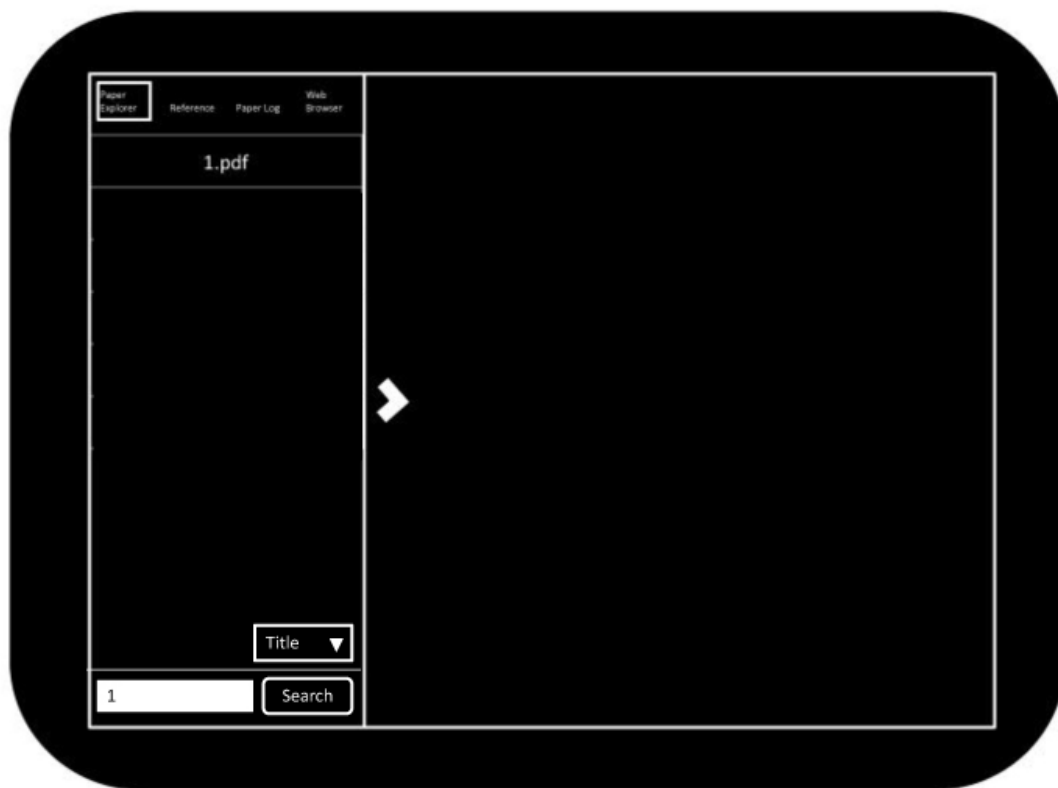 Paper
Explorer
Reference
Paper Log
Web
Browser
1.pdf
Title
1
Search